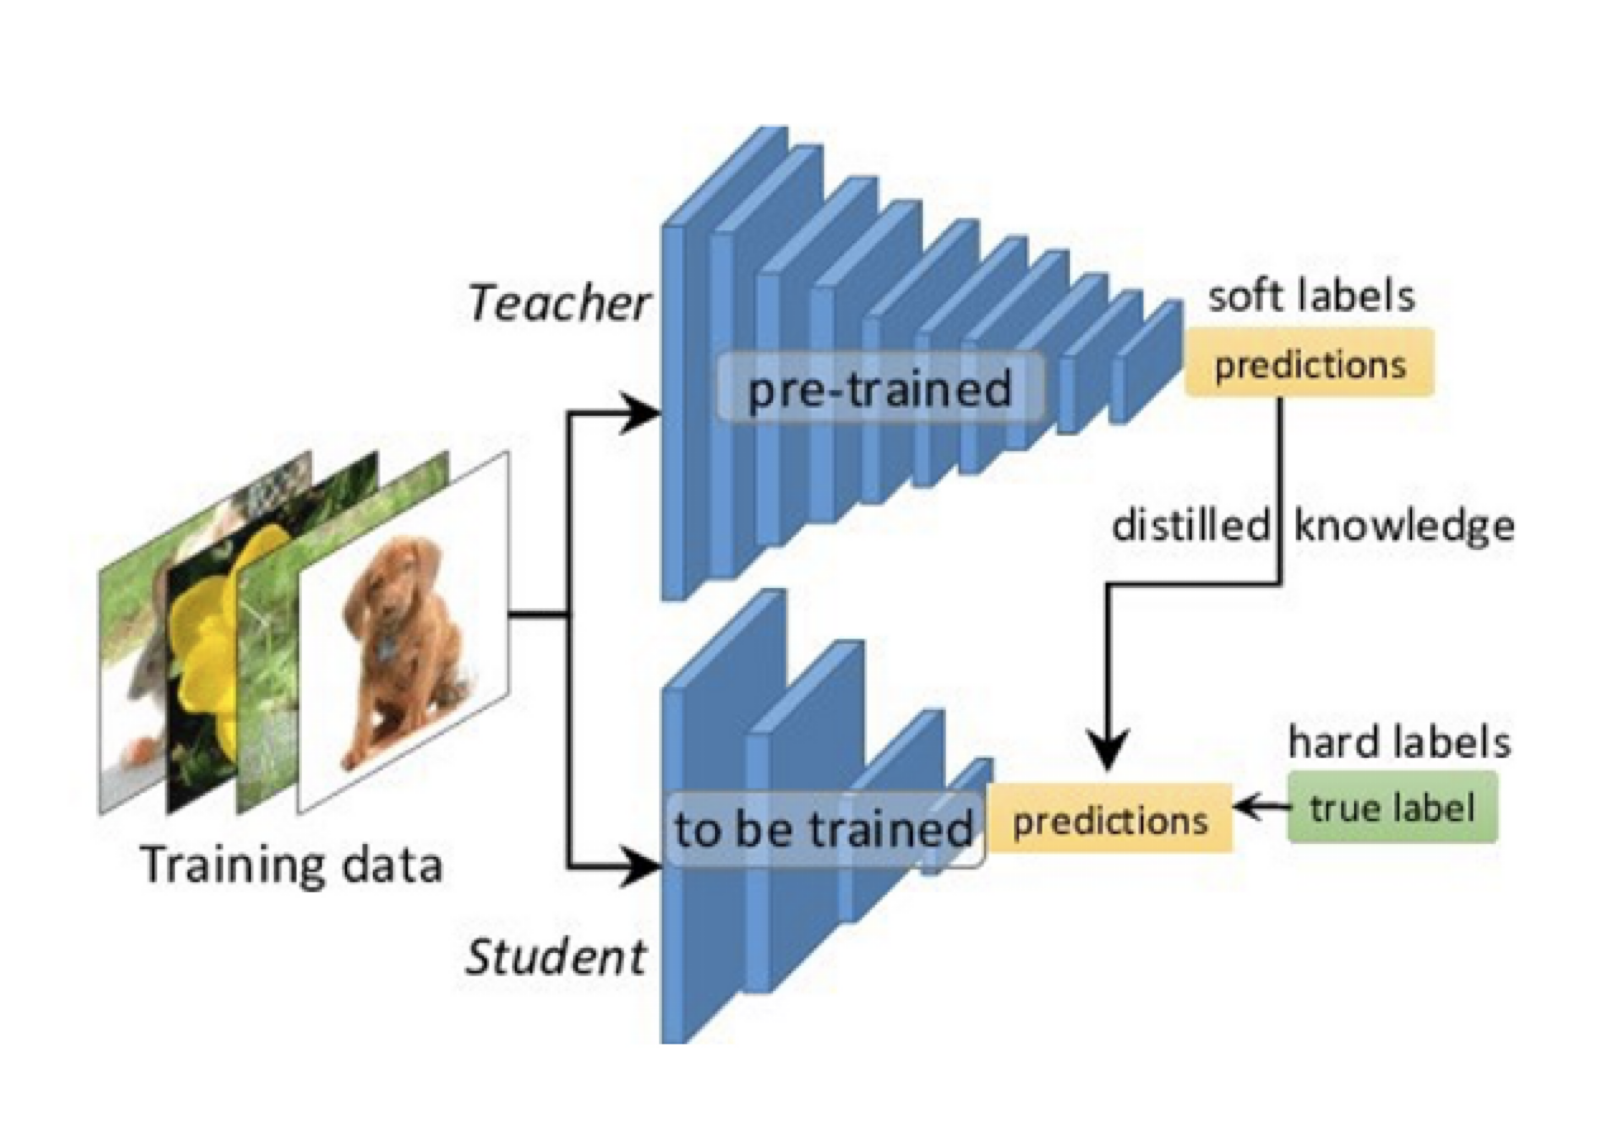 Teacher
pre-trained
soft labels
predictions
distilled knowledge
Training data
to be trained
predictions
hard labels
true label
Student